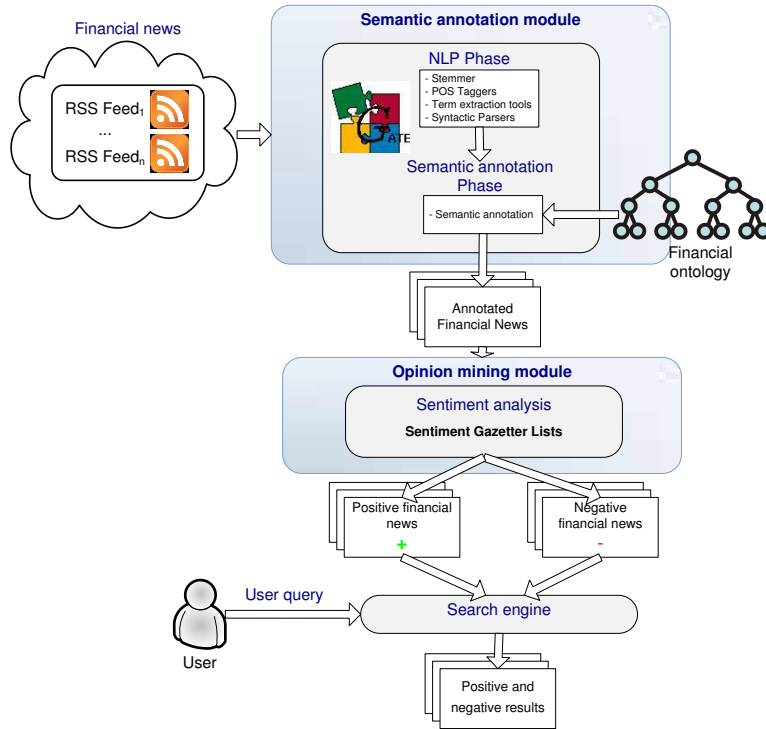 Financial news
RSS Feed1
...
RSS Feedn
Semantic annotation module
NLP Phase
- Stemmer
- POS Taggers
- Term extraction tools
- Syntactic Parsers
GATE
Semantic annotation
Phase
- Semantic annotation
Financial
ontology
Annotated
Financial News
Opinion mining module
Sentiment analysis
Sentiment Gazetter Lists
Positive financial
news
+
Negative
financial news
-
User query
User
Search engine
Positive and
negative results